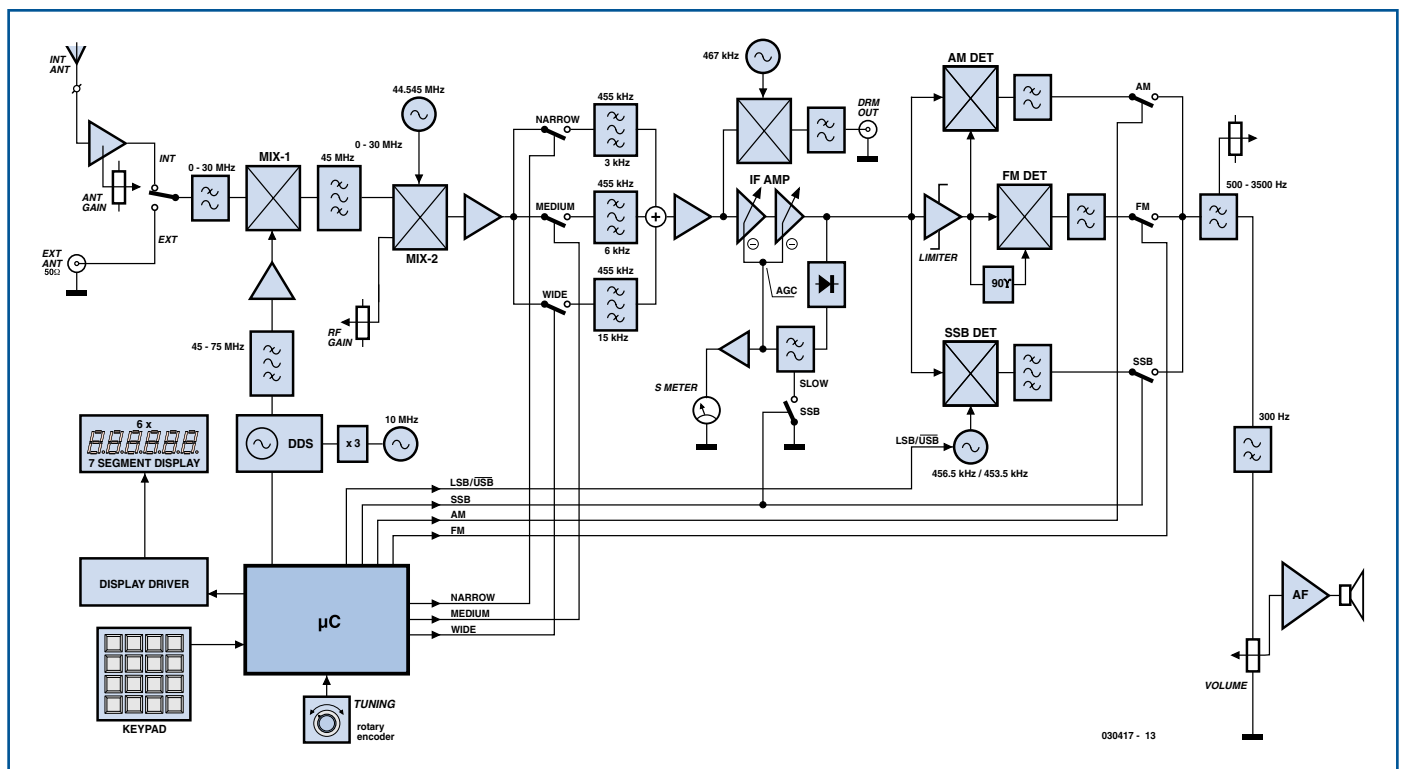 INT
ANT
INT
ANT
GAIN
EXT
EXT
ANT
50Ω
0 - 30 MHz
MIX-1
45 MHz
44.545 MHz
0 - 30 MHz
MIX-2
RF
GAIN
45 - 75 MHz
DDS
x 3
10 MHz
6 x
7 SEGMENT DISPLAY
DISPLAY DRIVER
KEYPAD
µC
TUNING
rotary
encoder
NARROW
455 kHz
3 kHz
MEDIUM
455 kHz
6 kHz
WIDE
455 kHz
15 kHz
+
467 kHz
DRM
OUT
IF AMP
AGC
S METER
SLOW
SSB
AM DET
LIMITER
FM DET
90ϒ
SSB DET
LSB/USB
456.5 kHz / 453.5 kHz
AM
FM
SSB
500 - 3500 Hz
300 Hz
AF
VOLUME
LSB/USB
SSB
AM
FM
NARROW
MEDIUM
WIDE
030417 - 13